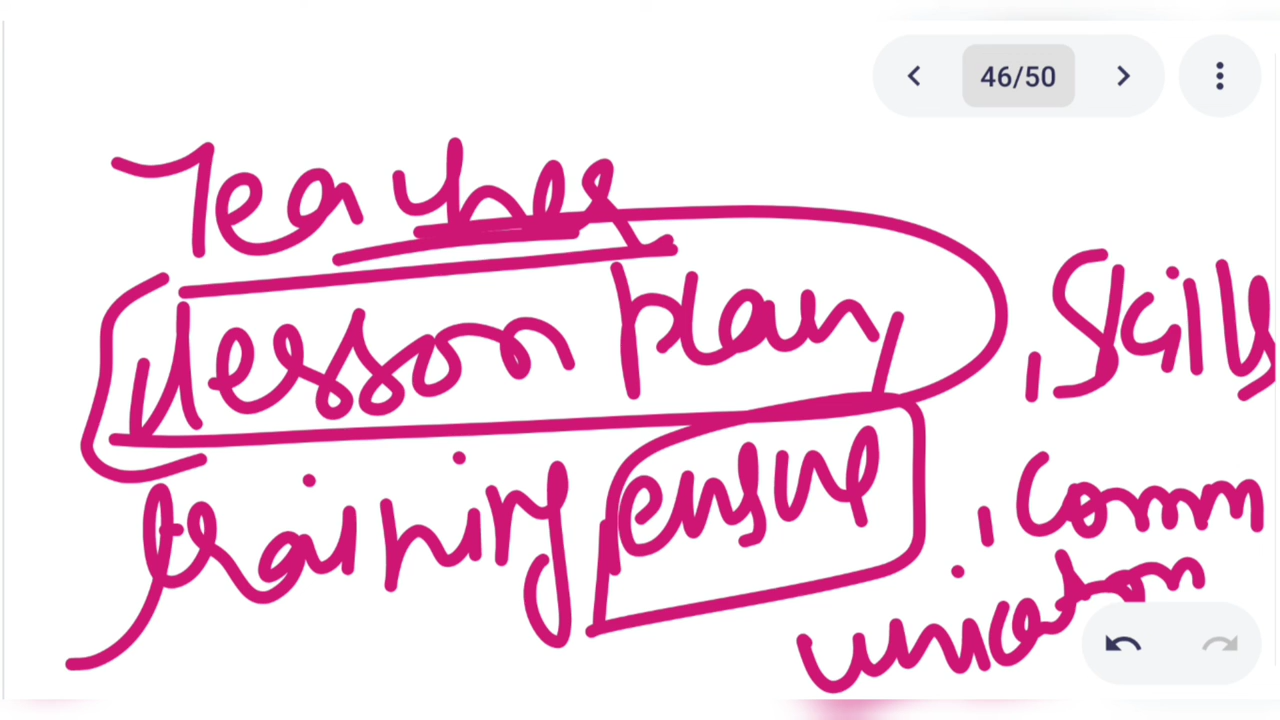 46/50
Teacher
lesson plan, , skills
training ensure , comm
unication